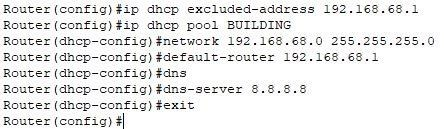 Router(config)#ip dhcp excluded-address 192.168.68.1
Router(config)#ip dhcp pool BUILDING
Router(dhcp-config)#network 192.168.68.0 255.255.255.0
Router(dhcp-config)#default-router 192.168.68.1
Router(dhcp-config)#dns
Router(dhcp-config)#dns-server 8.8.8.8
Router(dhcp-config)#exit
Router(config)#